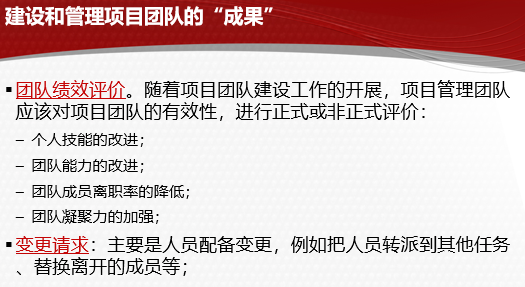 建设和管理项目团队的“成果”
▪团队绩效评价。随着项目团队建设工作的开展，项目管理团队
应该对项目团队的有效性，进行正式或非正式评价：
– 个人技能的改进；
– 团队能力的改进；
– 团队成员离职率的降低；
– 团队凝聚力的加强；
▪变更请求：主要是人员配备变更，例如把人员转派到其他任务
、替换离开的成员等；